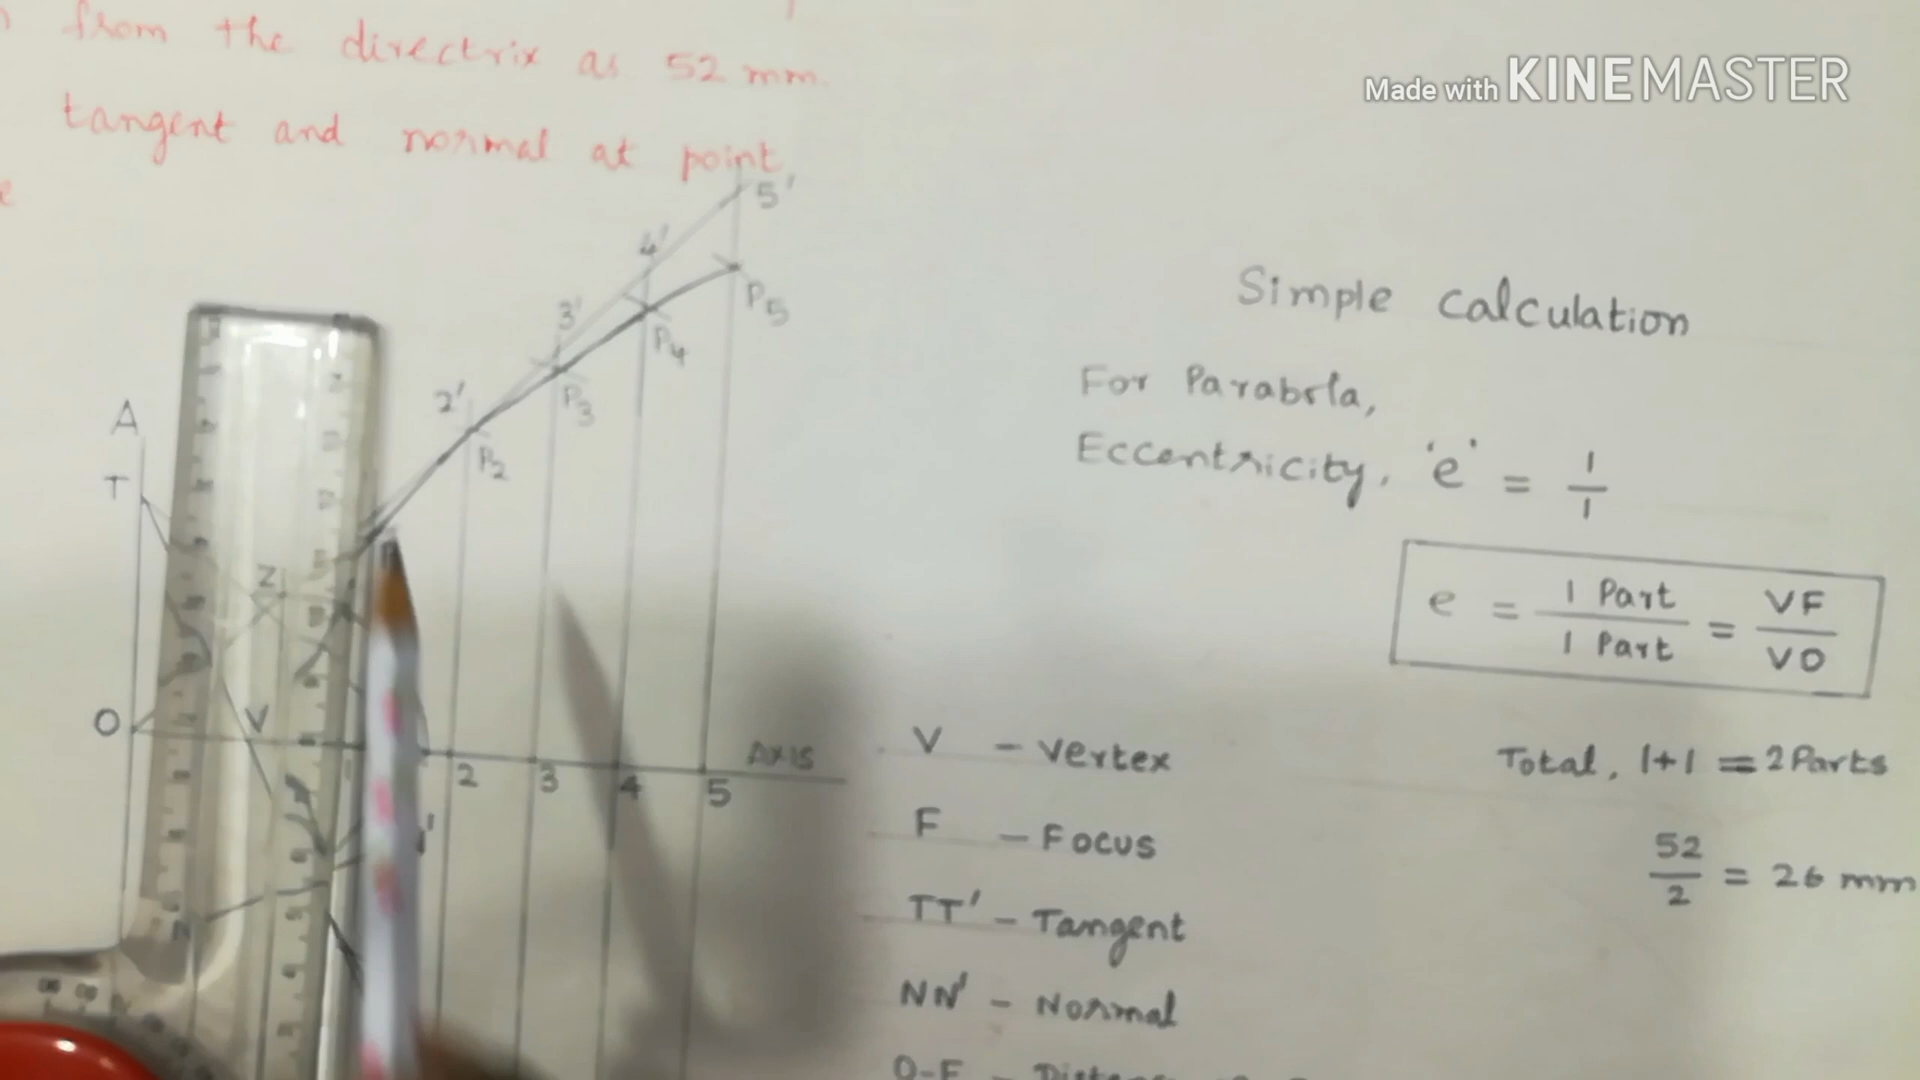 from the directrix as 52 mm.
tangent and normal at point
Made with KINEMASTER
5'
4'
3'
2'
P5
P4
P3
P2
A
T
Z
O
V
2
3
4
5
AXIS
1'
N
Simple Calculation
For Parabola,
Eccentricity, 'e' = 1/1
e = 1 Part / 1 Part = VF / VO
Total, 1+1 = 2 Parts
52/2 = 26 mm
V – Vertex
F – Focus
TT' – Tangent
NN' – Normal
O-F –